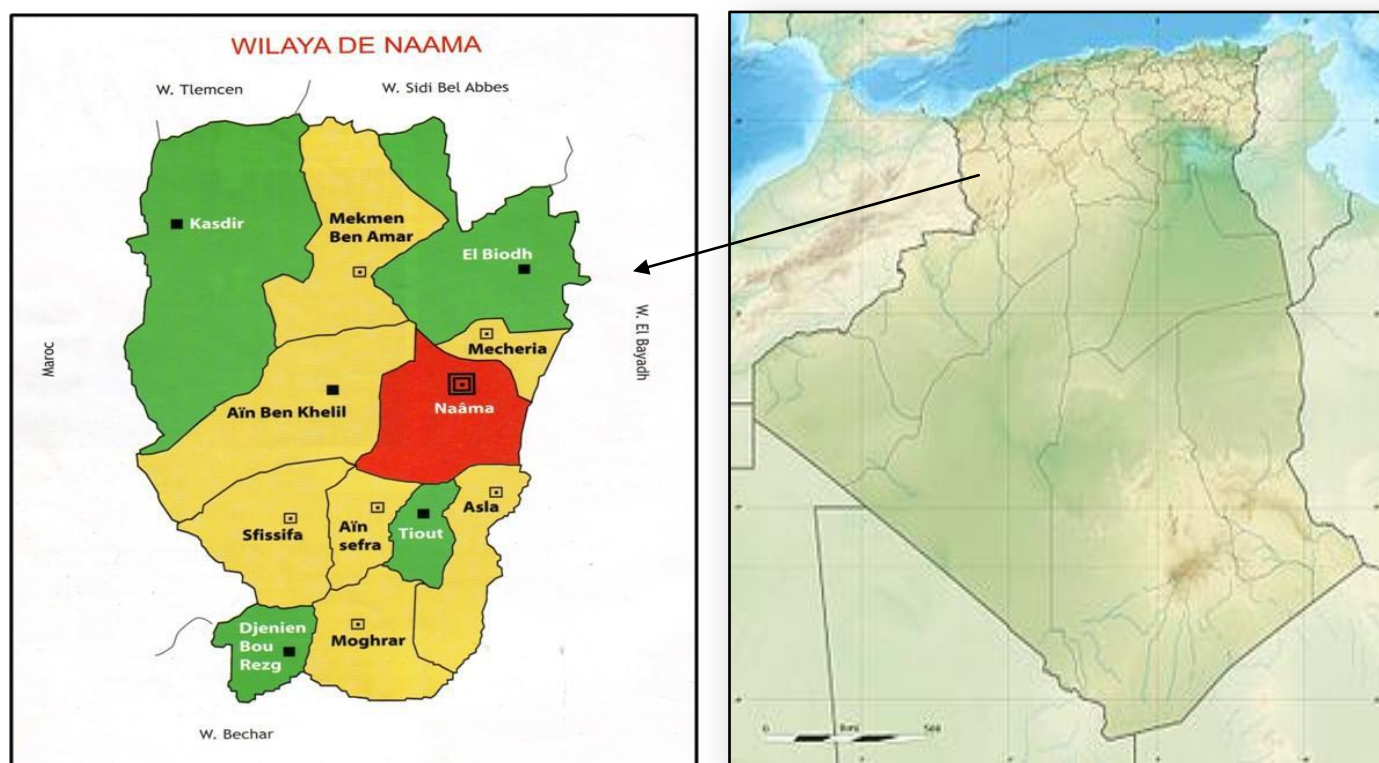 WILAYA DE NAAMA
W. Tlemcen
W. Sidi Bel Abbes
Kasdir
Mekmen
Ben Amar
El Biodh
Maroc
W. El Bayadh
Mecheria
Aïn Ben Khelil
Naâma
Sfissifa
Aïn
sefra
Tiout
Asla
Djenien
Bou
Rezg
Moghrar
W. Bechar
0